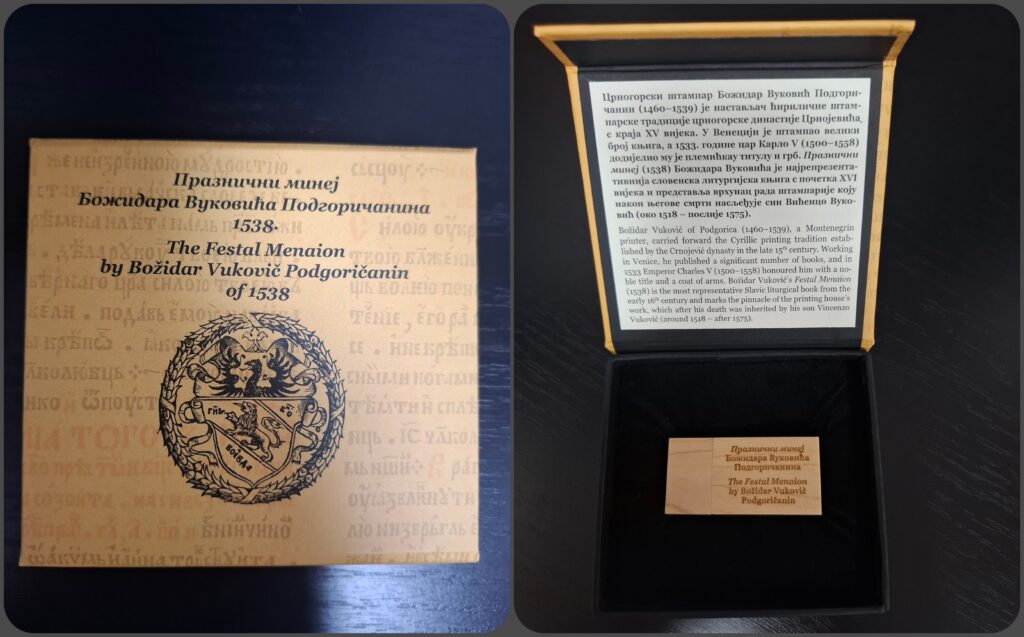 Празнични минеј
Божидара Вуковића Подгоричанина
1538·
The Festal Menaion
by Božidar Vukovič Podgoričanin
of 1538
ВОЕВДА
Црногорски штампар Божидар Вуковић Подгори-
чанин (1460–1539) је настављач ћириличне штам-
парске традиције црногорске династије Црнојевића,
с краја XV вијека. У Венецији је штампао велики
број књига, а 1533. године цар Карло V (1500–1558)
додијелио му је племићкау титулу и грб. Празнични
минеј (1538) Божидара Вуковића је најрепрезента-
тивнија словенска литургијска књига с почетка XVI
вијека и представља врхунац рада штампарије коју
након његове смрти насљеђује син Вићенцо Вуко-
вић (око 1518 – послије 1575).
Božidar Vuković of Podgorica (1460–1539), a Montenegrin
printer, carried forward the Cyrillic printing tradition estab-
lished by the Crnojević dynasty in the late 15th century. Working
in Venice, he published a significant number of books, and in
1533 Emperor Charles V (1500–1558) honoured him with a no-
ble title and a coat of arms. Božidar Vuković's Festal Menaion
(1538) is the most representative Slavic liturgical book from the
early 16th century and marks the pinnacle of the printing house's
work, which after his death was inherited by his son Vincenzo
Vuković (around 1518 – after 1575).
Празнични минеј
Божидара Вуковића
Подгоричанина
The Festal Menaion
by Božidar Vukovič
Podgoričanin